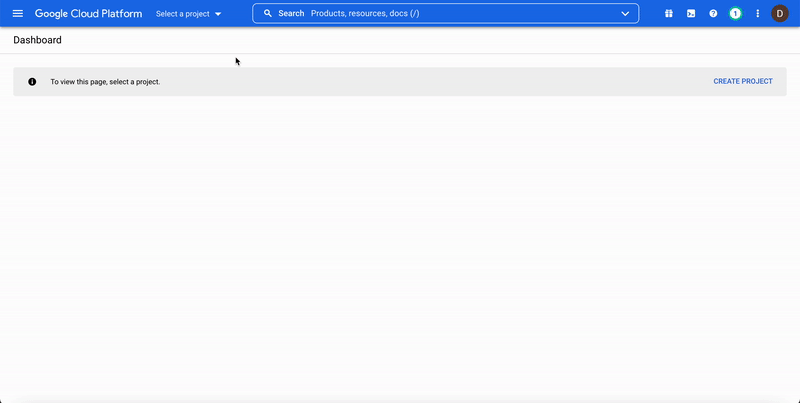 Google Cloud Platform Select a project Search Products, resources, docs (/) 1 D
Dashboard
To view this page, select a project. CREATE PROJECT